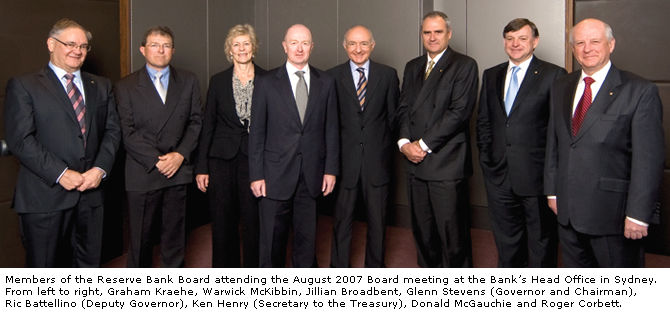 Members of the Reserve Bank Board attending the August 2007 Board meeting at the Bank's Head Office in Sydney.
From left to right, Graham Kraehe, Warwick McKibbin, Jillian Broadbent, Glenn Stevens (Governor and Chairman),
Ric Battellino (Deputy Governor), Ken Henry (Secretary to the Treasury), Donald McGauchie and Roger Corbett.